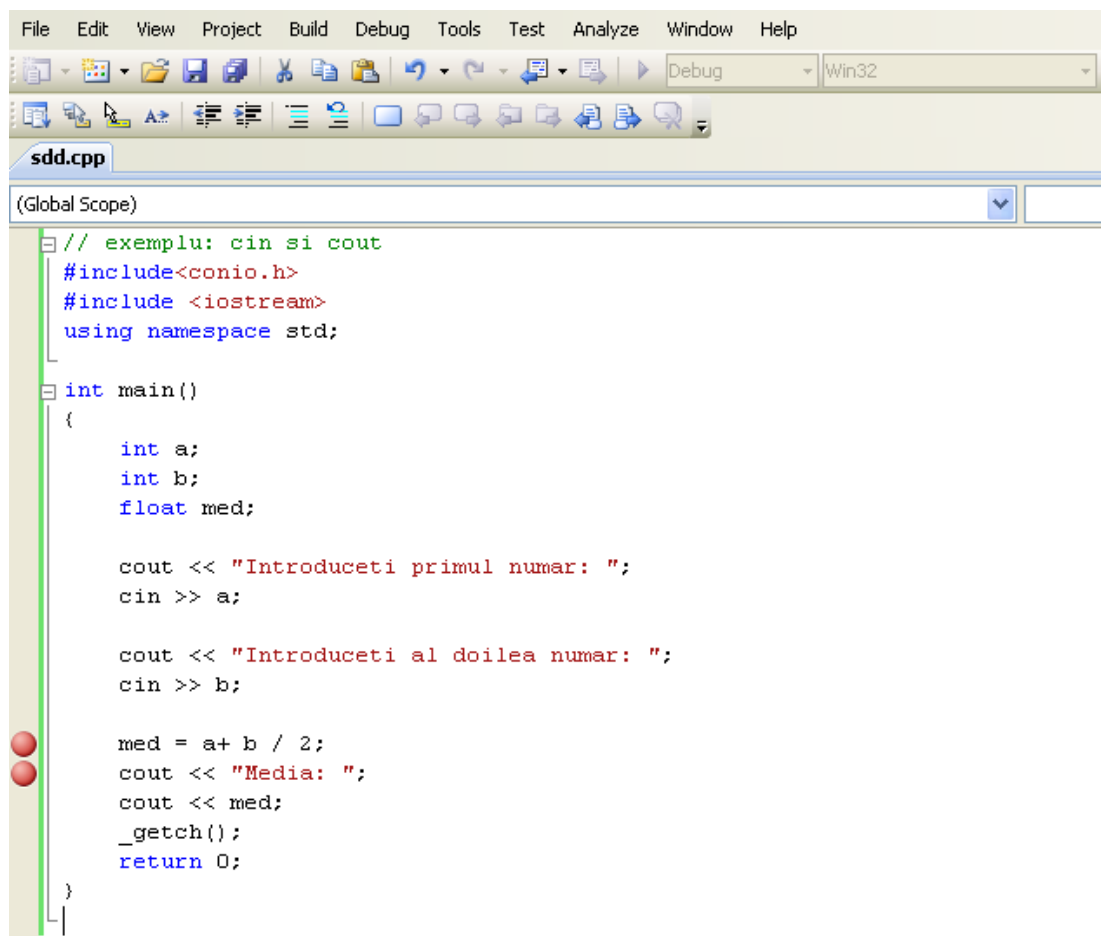 File Edit View Project Build Debug Tools Test Analyze Window Help
Debug Win32
sdd.cpp
(Global Scope)
// exemplu: cin si cout
#include<conio.h>
#include <iostream>
using namespace std;
int main()
{
int a;
int b;
float med;
cout << "Introduceti primul numar: ";
cin >> a;
cout << "Introduceti al doilea numar: ";
cin >> b;
med = a+ b / 2;
cout << "Media: ";
cout << med;
_getch();
return 0;
}